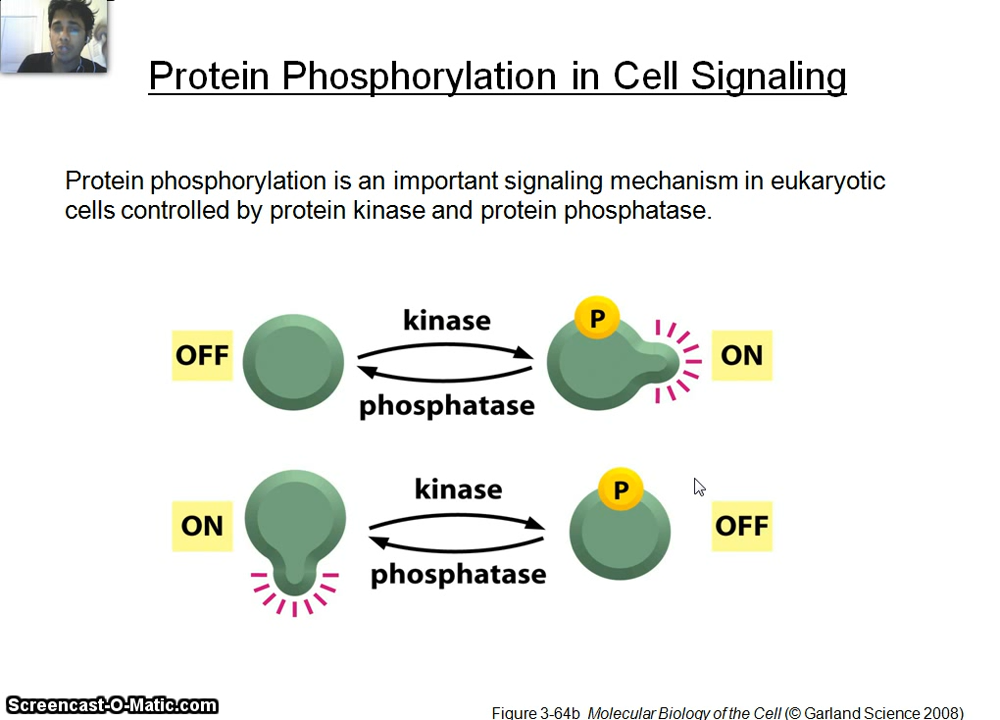 Protein Phosphorylation in Cell Signaling
Protein phosphorylation is an important signaling mechanism in eukaryotic
cells controlled by protein kinase and protein phosphatase.
OFF
kinase
phosphatase
P
ON
ON
kinase
phosphatase
P
OFF
Screencast-O-Matic.com
Figure 3-64b Molecular Biology of the Cell (© Garland Science 2008)